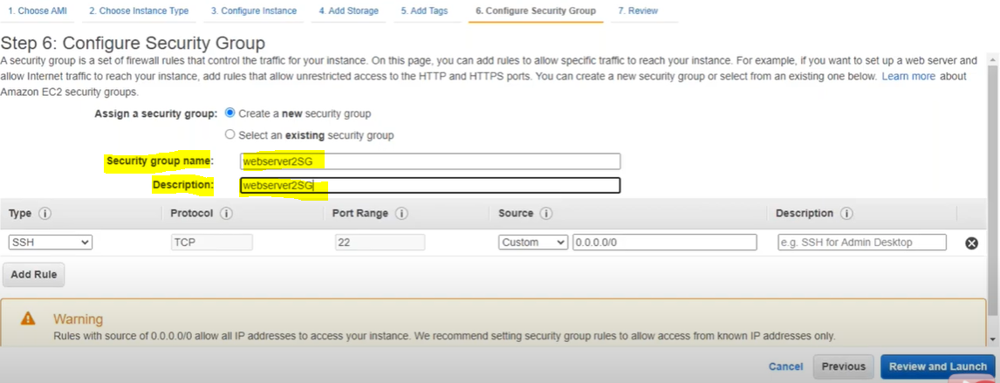 1. Choose AMI 2. Choose Instance Type 3. Configure Instance 4. Add Storage 5. Add Tags 6. Configure Security Group 7. Review
Step 6: Configure Security Group
A security group is a set of firewall rules that control the traffic for your instance. On this page, you can add rules to allow specific traffic to reach your instance. For example, if you want to set up a web server and
allow Internet traffic to reach your instance, add rules that allow unrestricted access to the HTTP and HTTPS ports. You can create a new security group or select from an existing one below. Learn more about
Amazon EC2 security groups.
Assign a security group: Create a new security group
Select an existing security group
Security group name: webserver2SG
Description: webserver2SG
Type i Protocol i Port Range i Source i Description i
SSH TCP 22 Custom 0.0.0.0/0 e.g. SSH for Admin Desktop
Add Rule
Warning
Rules with source of 0.0.0.0/0 allow all IP addresses to access your instance. We recommend setting security group rules to allow access from known IP addresses only.
Cancel Previous Review and Launch